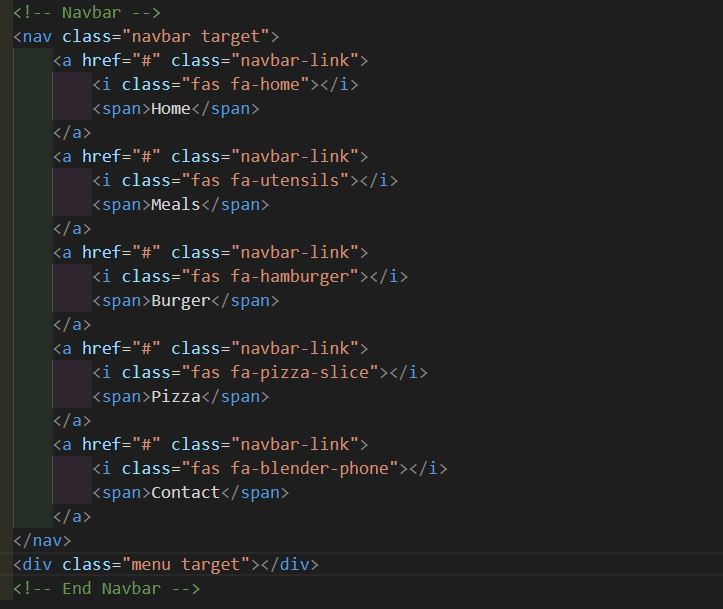 <!-- Navbar -->
<nav class="navbar target">
    <a href="#" class="navbar-link">
        <i class="fas fa-home"></i>
        <span>Home</span>
    </a>
    <a href="#" class="navbar-link">
        <i class="fas fa-utensils"></i>
        <span>Meals</span>
    </a>
    <a href="#" class="navbar-link">
        <i class="fas fa-hamburger"></i>
        <span>Burger</span>
    </a>
    <a href="#" class="navbar-link">
        <i class="fas fa-pizza-slice"></i>
        <span>Pizza</span>
    </a>
    <a href="#" class="navbar-link">
        <i class="fas fa-blender-phone"></i>
        <span>Contact</span>
    </a>
</nav>
<div class="menu target"></div>
<!-- End Navbar -->